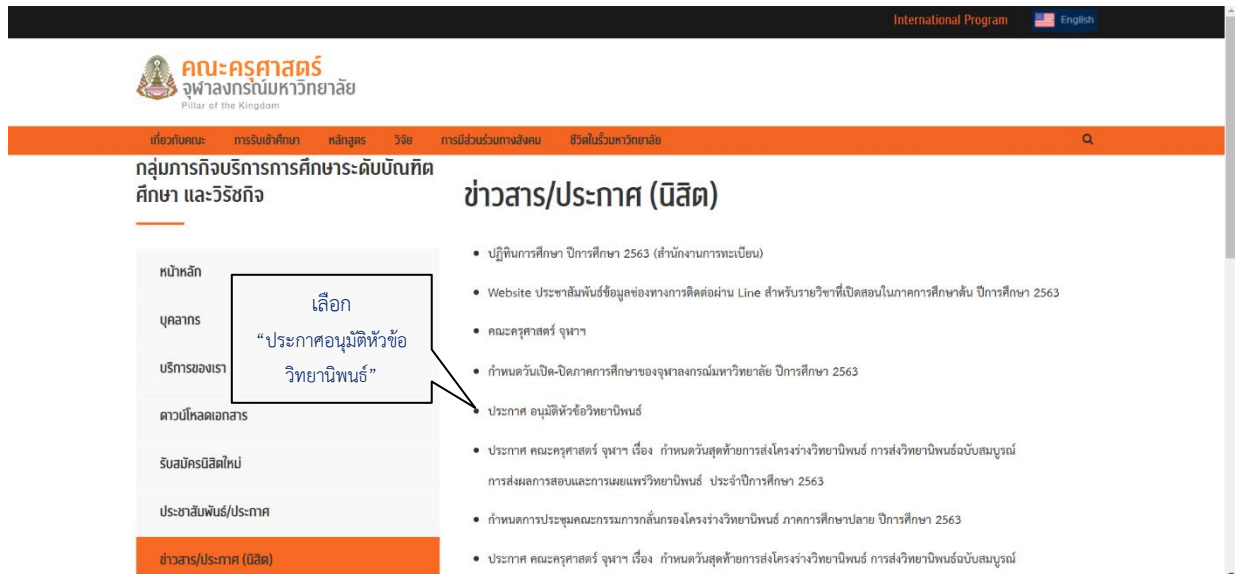 International Program English
คณะครุศาสตร์
จุฬาลงกรณ์มหาวิทยาลัย
Pillar of the Kingdom
เกี่ยวกับคณะ การรับเข้าศึกษา หลักสูตร วิจัย การมีส่วนร่วมทางสังคม ชีวิตในรั้วมหาวิทยาลัย
กลุ่มภารกิจบริการการศึกษาระดับบัณฑิต
ศึกษา และวิรัชกิจ
หน้าหลัก
บุคลากร
บริการของเรา
ดาวน์โหลดเอกสาร
รับสมัครนิสิตใหม่
ประชาสัมพันธ์/ประกาศ
ข่าวสาร/ประกาศ (นิสิต)
เลือก
“ประกาศอนุมัติหัวข้อ
วิทยานิพนธ์”
ข่าวสาร/ประกาศ (นิสิต)
ปฏิทินการศึกษา ปีการศึกษา 2563 (สำนักงานการทะเบียน)
Website ประชาสัมพันธ์ข้อมูลช่องทางการติดต่อผ่าน Line สำหรับรายวิชาที่เปิดสอนในภาคการศึกษาต้น ปีการศึกษา 2563
คณะครุศาสตร์ จุฬาฯ
กำหนดวันเปิด-ปิดภาคการศึกษาของจุฬาลงกรณ์มหาวิทยาลัย ปีการศึกษา 2563
ประกาศ อนุมัติหัวข้อวิทยานิพนธ์
ประกาศ คณะครุศาสตร์ จุฬาฯ เรื่อง กำหนดวันสุดท้ายการส่งโครงร่างวิทยานิพนธ์ การส่งวิทยานิพนธ์ฉบับสมบูรณ์
การส่งผลการสอบและการเผยแพร่วิทยานิพนธ์ ประจำปีการศึกษา 2563
กำหนดการประชุมคณะกรรมการกลั่นกรองโครงร่างวิทยานิพนธ์ ภาคการศึกษาปลาย ปีการศึกษา 2563
ประกาศ คณะครุศาสตร์ จุฬาฯ เรื่อง กำหนดวันสุดท้ายการส่งโครงร่างวิทยานิพนธ์ การส่งวิทยานิพนธ์ฉบับสมบูรณ์